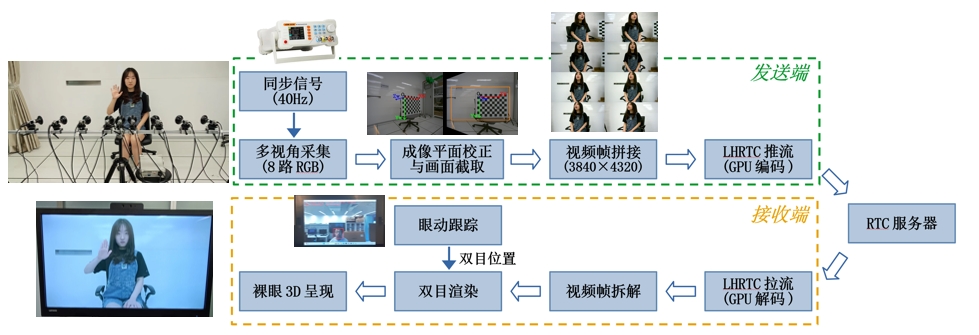 发送端
同步信号
(40Hz)
多视角采集
(8 路 RGB)
成像平面校正
与画面截取
视频帧拼接
(3840×4320)
LHRTC 推流
(GPU 编码)
RTC 服务器
接收端
眼动跟踪
双目位置
裸眼 3D 呈现
双目渲染
视频帧拆解
LHRTC 拉流
(GPU 解码)